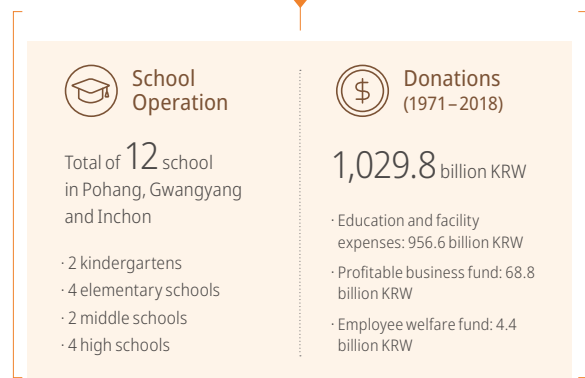 School
Operation
Total of 12 school
in Pohang, Gwangyang
and Inchon
· 2 kindergartens
· 4 elementary schools
· 2 middle schools
· 4 high schools
$
Donations
(1971–2018)
1,029.8 billion KRW
· Education and facility
expenses: 956.6 billion KRW
· Profitable business fund: 68.8
billion KRW
· Employee welfare fund: 4.4
billion KRW